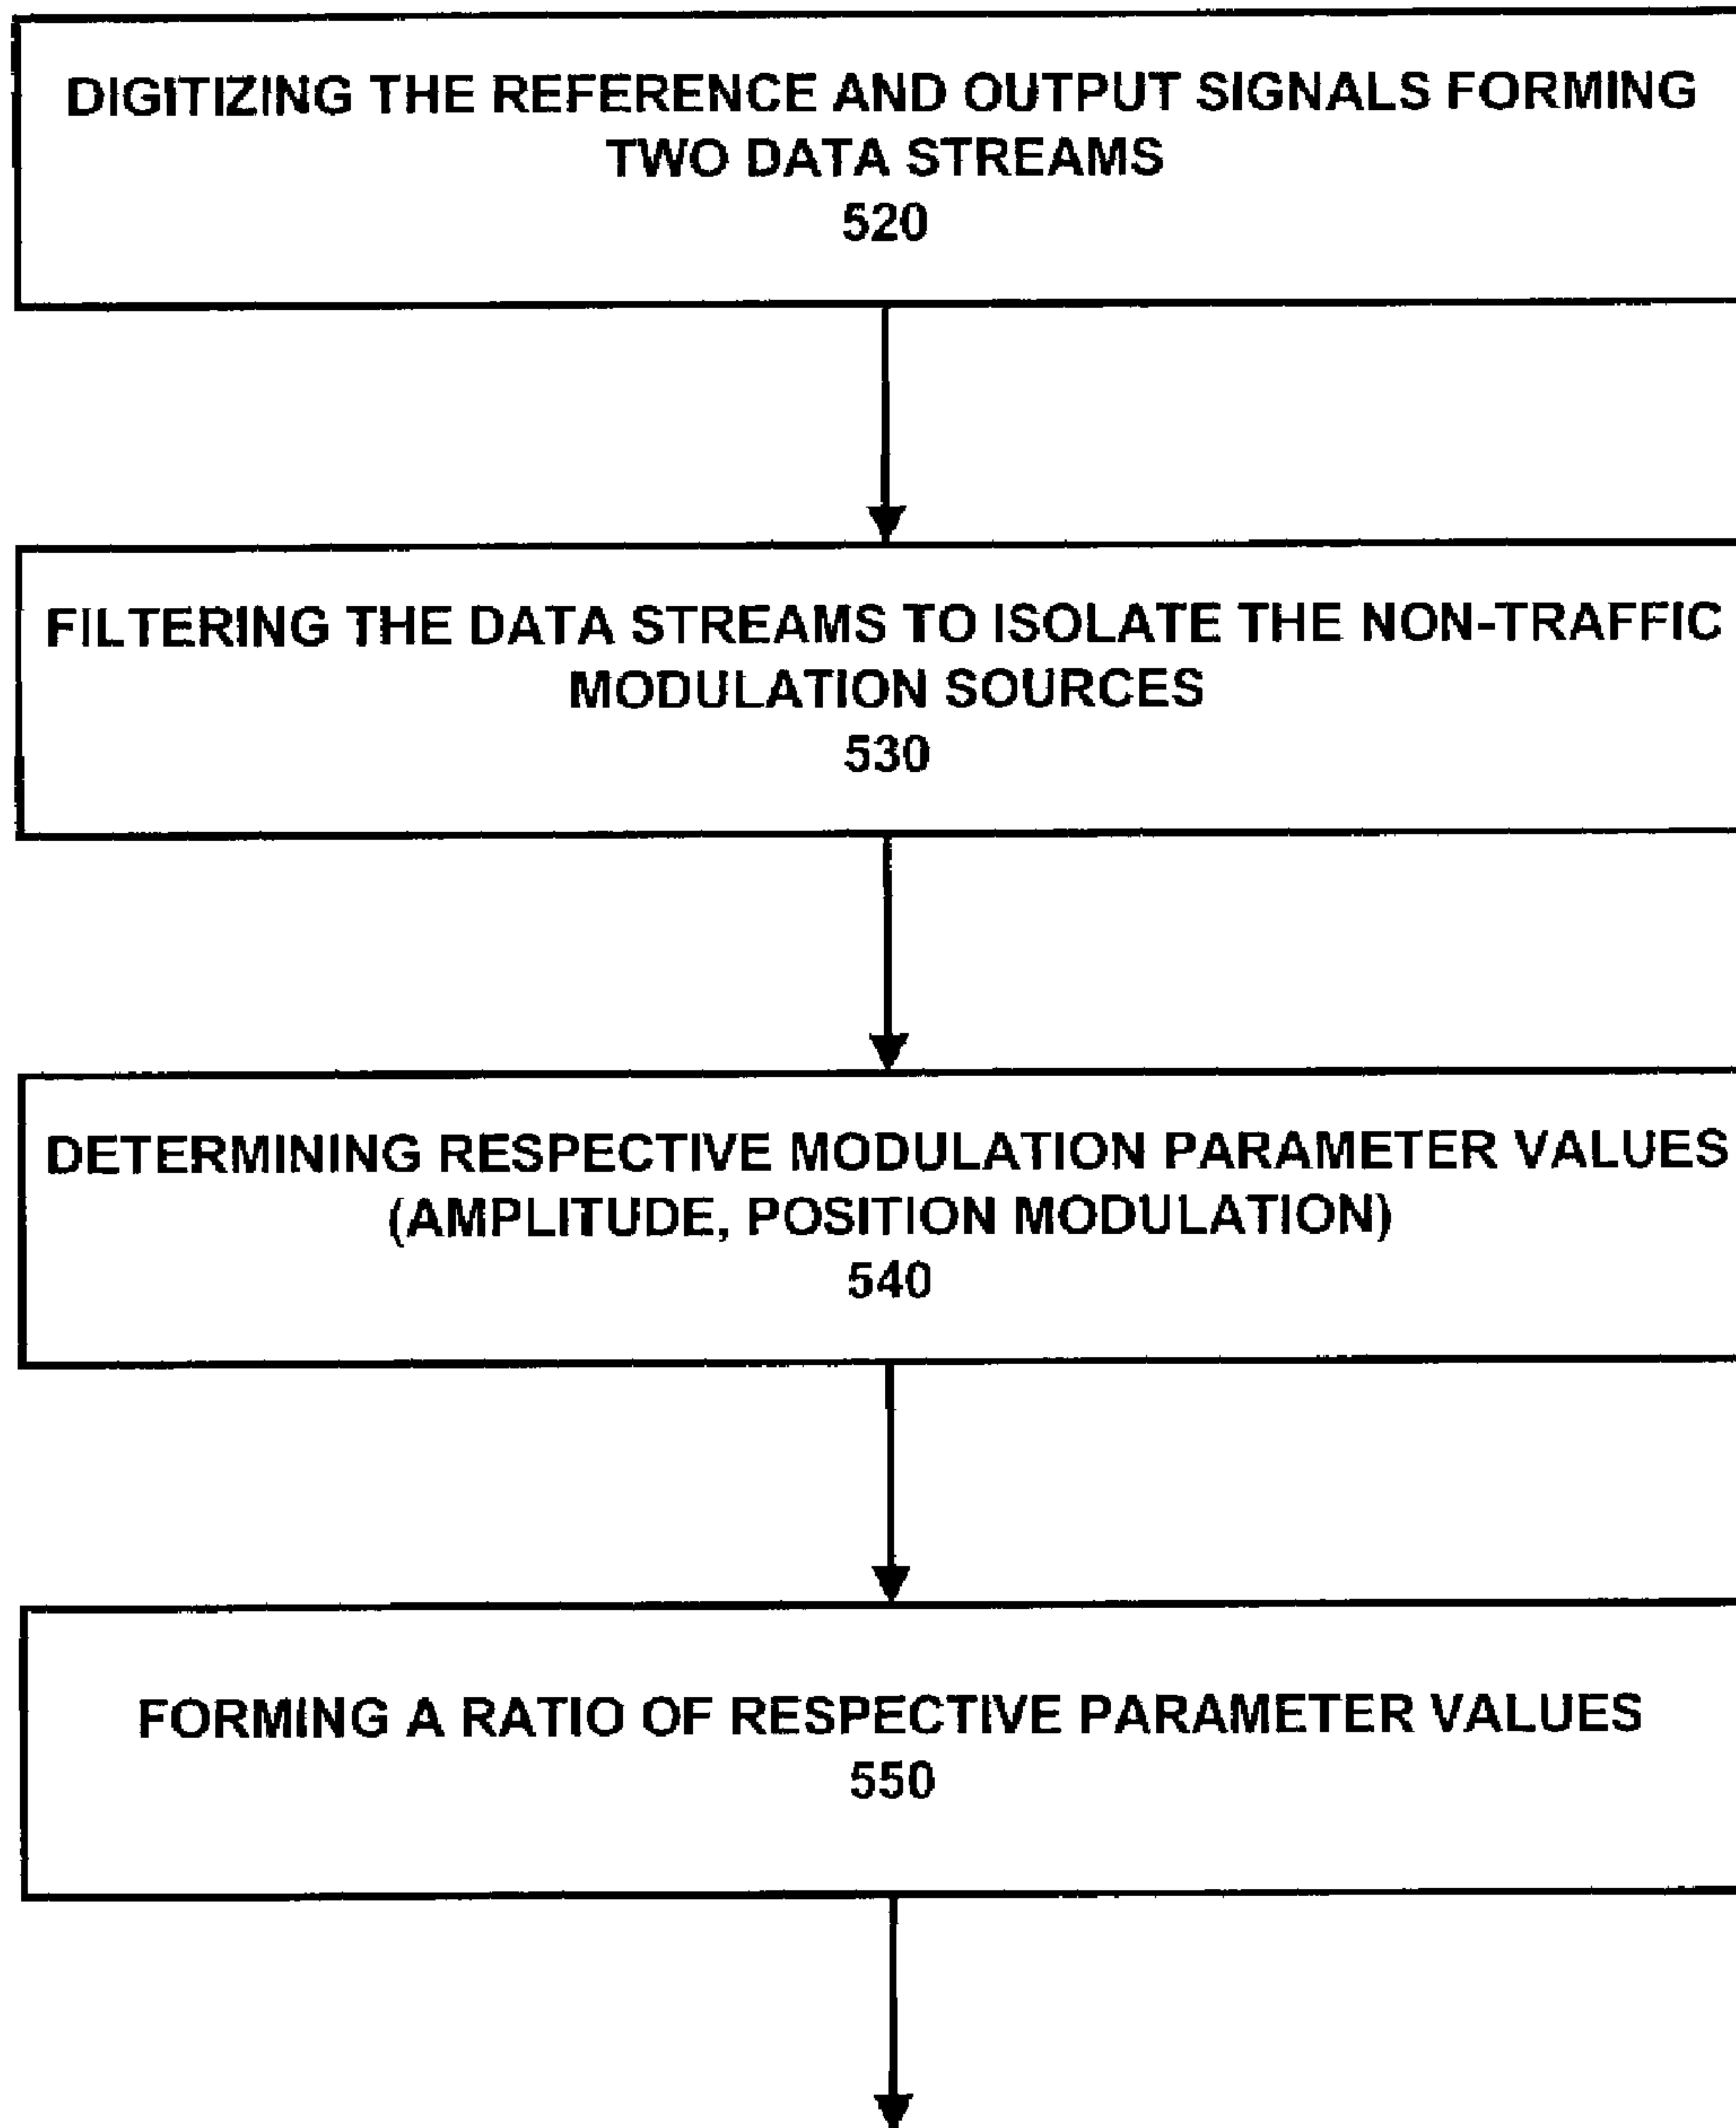 DIGITIZING THE REFERENCE AND OUTPUT SIGNALS FORMING
TWO DATA STREAMS
520
FILTERING THE DATA STREAMS TO ISOLATE THE NON-TRAFFIC
MODULATION SOURCES
530
DETERMINING RESPECTIVE MODULATION PARAMETER VALUES
(AMPLITUDE, POSITION MODULATION)
540
FORMING A RATIO OF RESPECTIVE PARAMETER VALUES
550